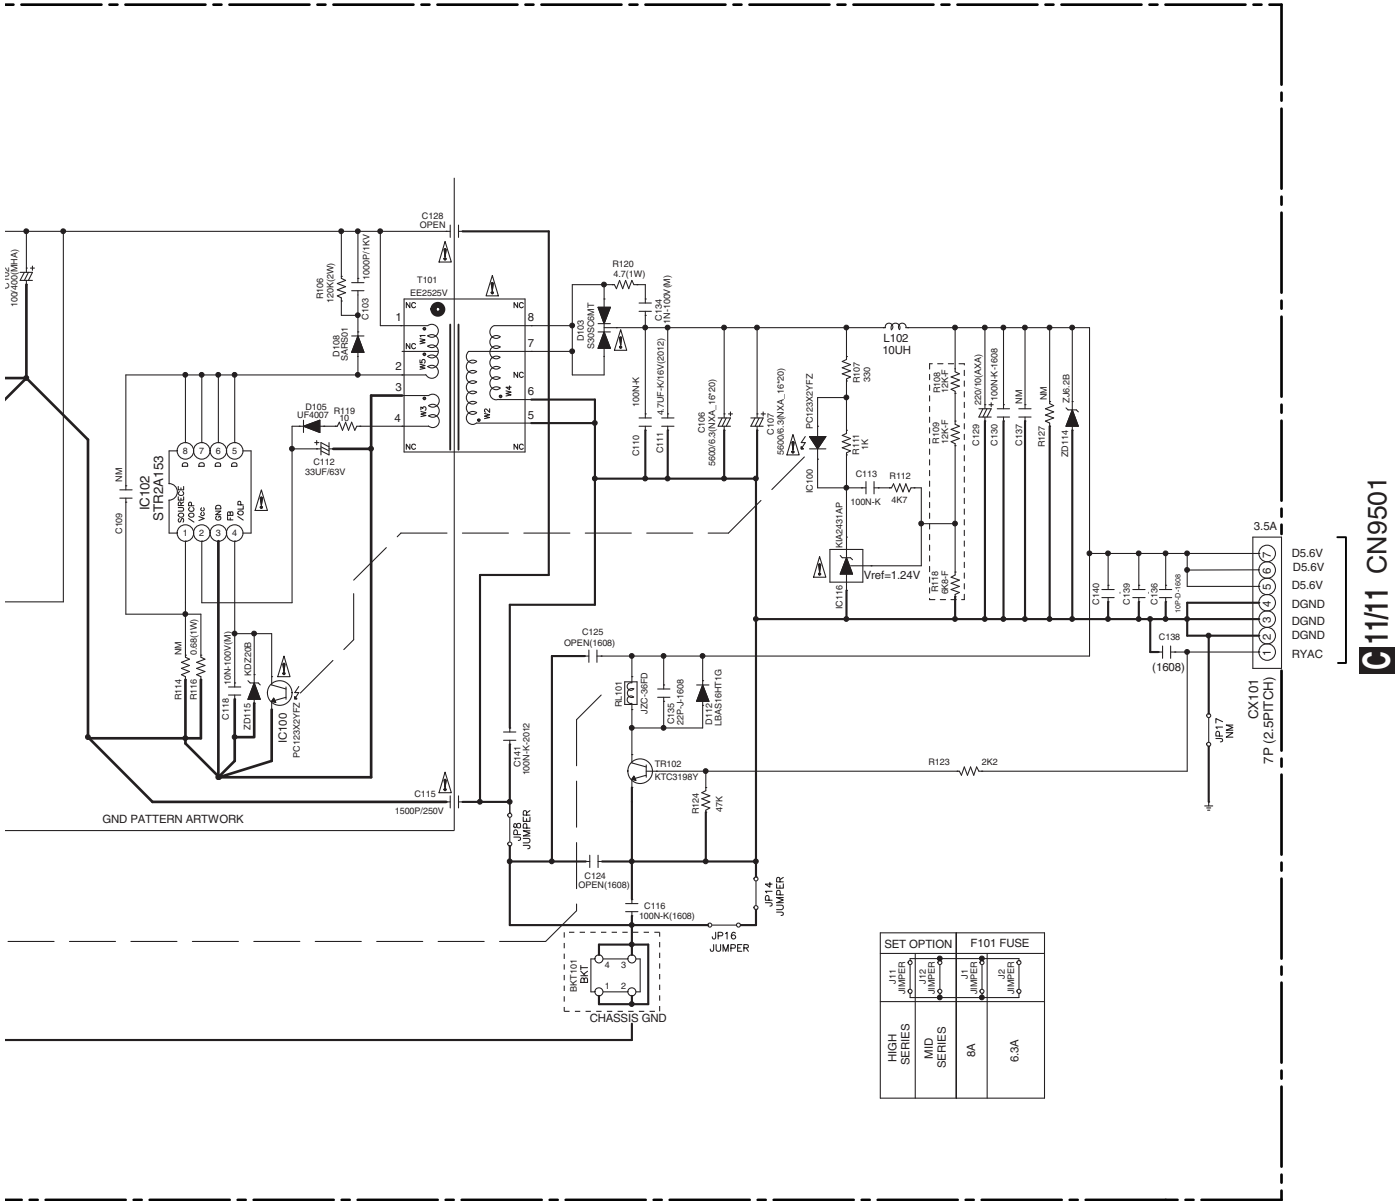 C128
OPEN
100/400(MHA)
R106
120K(2W)
1000P/1KV
C103
D108
SARS01
T101
EE2525V
NC
NC
1
8
NC
W1
W5
7
2
NC
3
W4
6
W3
W2
4
5
NC
NC
R120
4.7(1W)
C134
1N-100V(M)
D103
S30SC6MT
100N-K
C110
4.7UF-K/16V(2012)
C111
C106
5600/6.3(NXA_16*20)
C107
5600/6.3(NXA_16*20)
PC123X2YFZ
IC100
R107
330
R111
1K
L102
10UH
C113
100N-K
R112
4K7
R108
12K-F
R109
12K-F
R118
6K8-F
KIA2431AP
IC116
Vref=1.24V
220/10(AXA)
C129
100N-K-1608
C130
NM
C137
NM
R127
ZJ6.2B
ZD114
D105
UF4007
R119
10
C112
33UF/63V
NM
C109
IC102
STR2A153
8 7 6 5
D D D D
SOURECE
/OCP
Vcc
GND
FB
/OLP
1 2 3 4
NM
R114
0.68(1W)
R116
10N-100V(M)
C118
KDZ20B
ZD115
IC100
PC123X2YFZ
C115
1500P/250V
GND PATTERN ARTWORK
C141
100N-K-2012
JP8
JUMPER
C125
OPEN(1608)
RL101
JZC-36FD
C135
22P-J-1608
D112
LBAS16HT1G
TR102
KTC3198Y
R124
47K
R123
2K2
C124
OPEN(1608)
C116
100N-K(1608)
JP14
JUMPER
JP16
JUMPER
BKT101
BKT
4 3
1 2
CHASSIS GND
C140
C139
C136
10P-D-1608
C138
(1608)
JP17
NM
3.5A
7 D5.6V
6 D5.6V
5 D5.6V
4 DGND
3 DGND
2 DGND
1 RYAC
CX101
7P (2.5PITCH)
C 11/11 CN9501
SET OPTION F101 FUSE
J11
JIMPER
J12
JIMPER
J1
JIMPER
J2
JIMPER
HIGH
SERIES
MID
SERIES
8A
6.3A